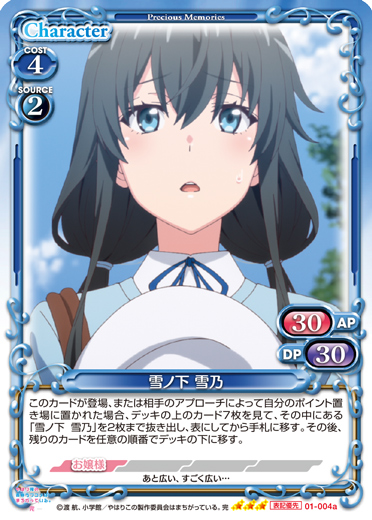 Precious Memories
Character
COST
4
SOURCE
2
30 AP
DP 30
雪ノ下 雪乃
このカードが登場、または相手のアプローチによって自分のポイント置
き場に置かれた場合、デッキの上のカード7枚を見て、その中にある
「雪ノ下 雪乃」を2枚まで抜き出し、表にしてから手札に移す。その後、
残りのカードを任意の順番でデッキの下に移す。
お嬢様
あと広い、すごく広い…
©渡 航、小学館／やはりこの製作委員会はまちがっている。完 ★★★ 表記優先 01-004a